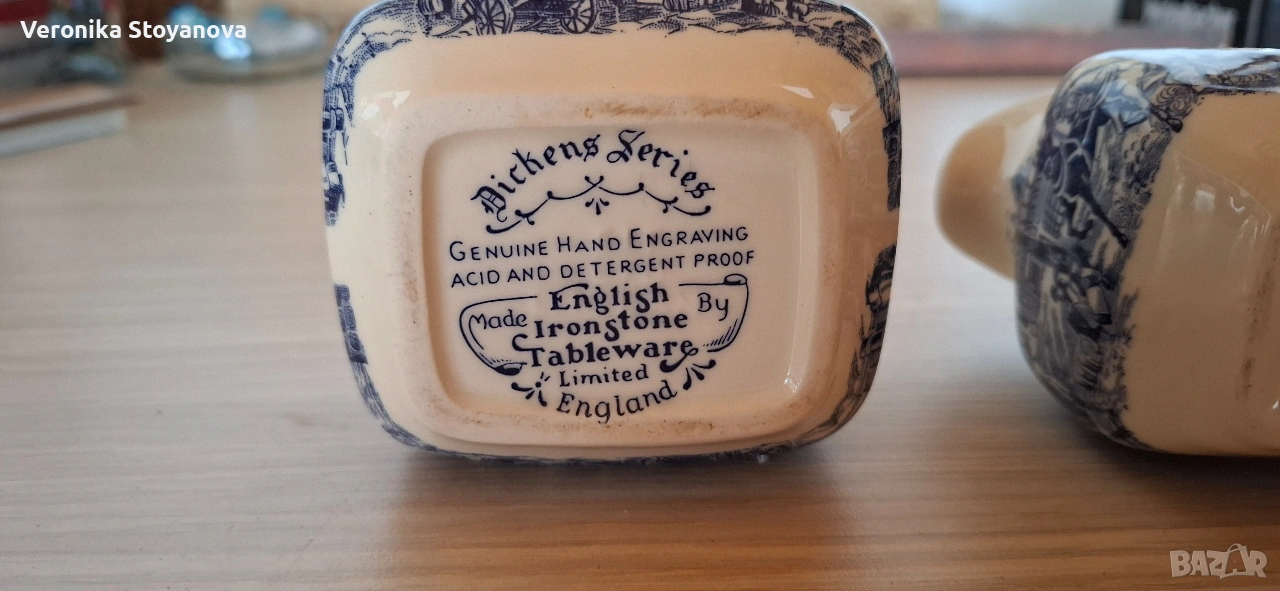 Veronika Stoyanova
Dickens Series
GENUINE HAND ENGRAVING
ACID AND DETERGENT PROOF
Made English By
Ironstone
Tableware
Limited
England
BAZAR